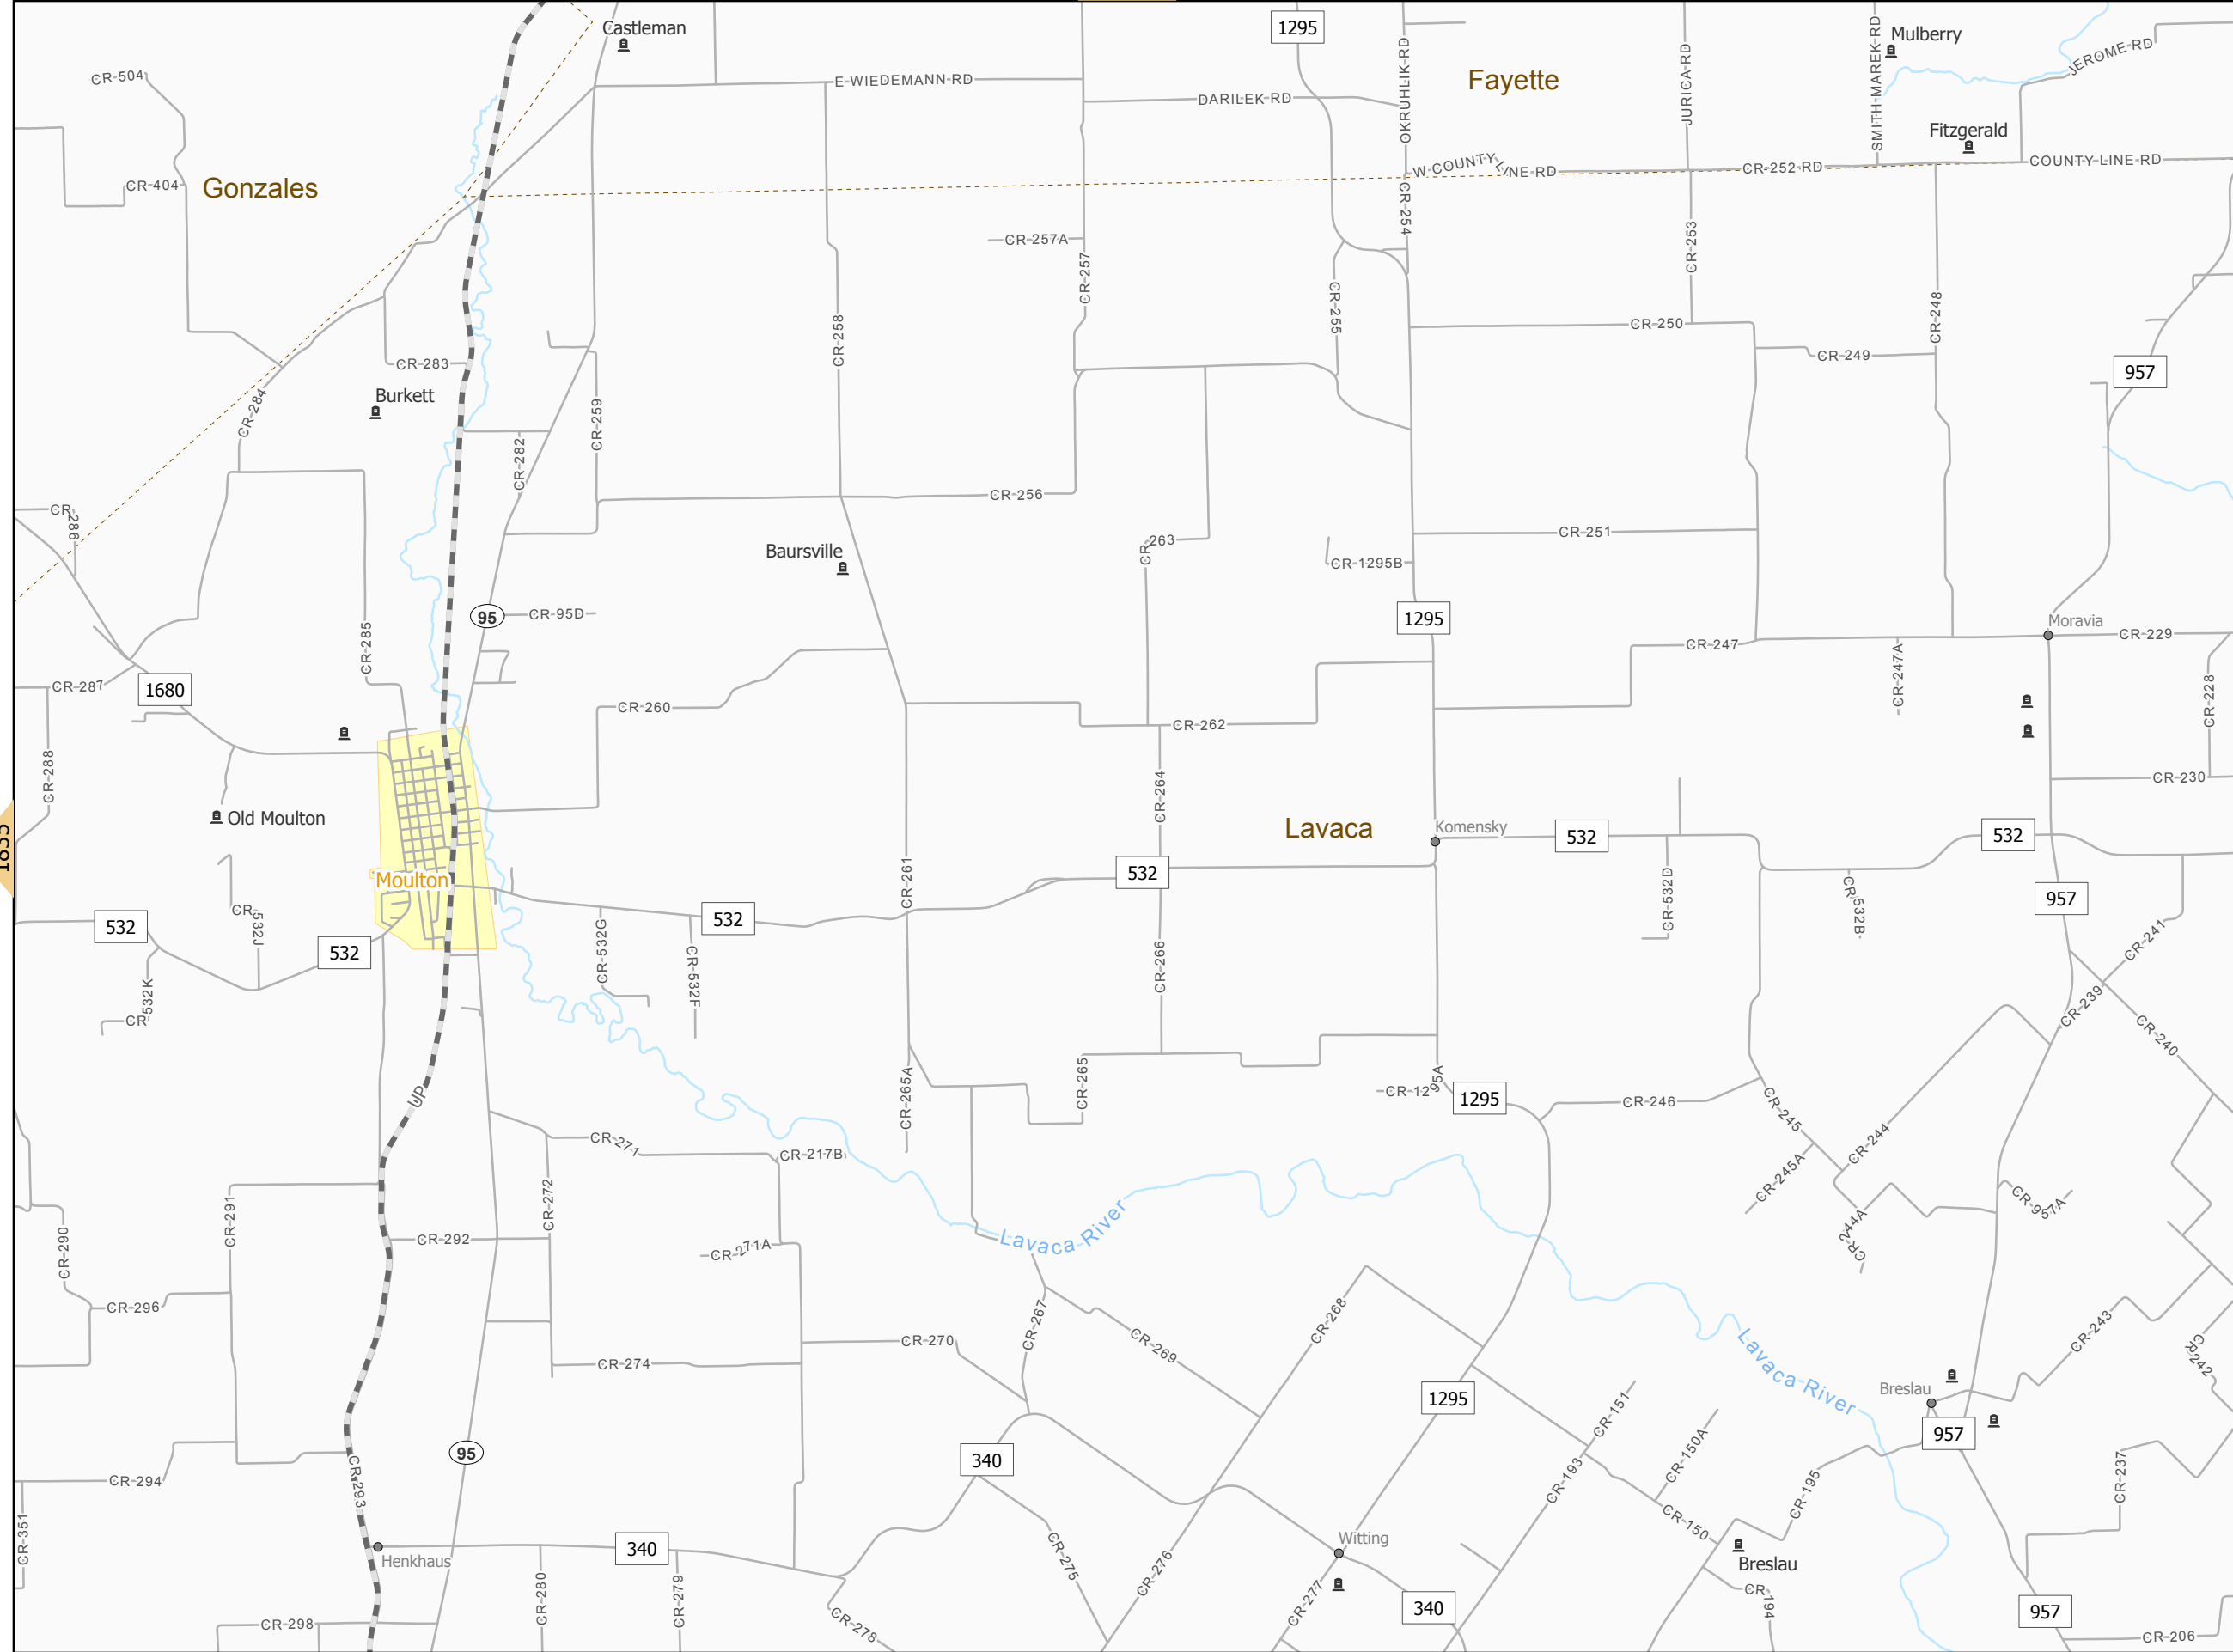 Castleman
1295
Mulberry
CR-504
E WIEDEMANN RD
DARILEK RD
OKRUHLIK RD
Fayette
JURICA RD
SMITH-MAREK RD
JEROME RD
Fitzgerald
CR-404
Gonzales
W COUNTY LINE RD
CR-252 RD
COUNTY LINE RD
CR-254
CR-257A
CR-257
CR-253
CR-255
CR-248
CR-258
CR-250
CR-249
957
CR-283
Burkett
CR-284
CR-259
CR-282
CR-256
CR-286
CR-251
Baursville
CR-263
CR-1295B
95
CR-95D
1295
Moravia
CR-285
CR-247
CR-229
CR-247A
CR-287
1680
CR-260
CR-228
CR-262
CR-288
CR-264
CR-230
Old Moulton
Lavaca
Komensky
532
532
1835
Moulton
532
CR-261
CR-532D
CR-532B
957
CR-532J
532
532
532
CR-532G
CR-532F
CR-266
CR-241
CR-532K
CR-239
CR-240
UP
CR-265A
CR-265
CR-1295A
1295
CR-246
CR-245
CR-271
CR-217B
CR-244
CR-245A
CR-291
CR-272
CR-290
CR-292
CR-271A
Lavaca River
CR-957A
CR-244A
CR-296
CR-267
CR-268
CR-270
CR-269
CR-274
Lavaca River
CR-243
CR-242
Breslau
1295
CR-151
957
95
340
CR-150A
CR-294
CR-293
CR-193
CR-195
CR-237
CR-351
CR-150
340
Henkhaus
CR-275
CR-276
Witting
Breslau
CR-280
CR-279
CR-277
340
CR-194
957
CR-298
CR-278
CR-206